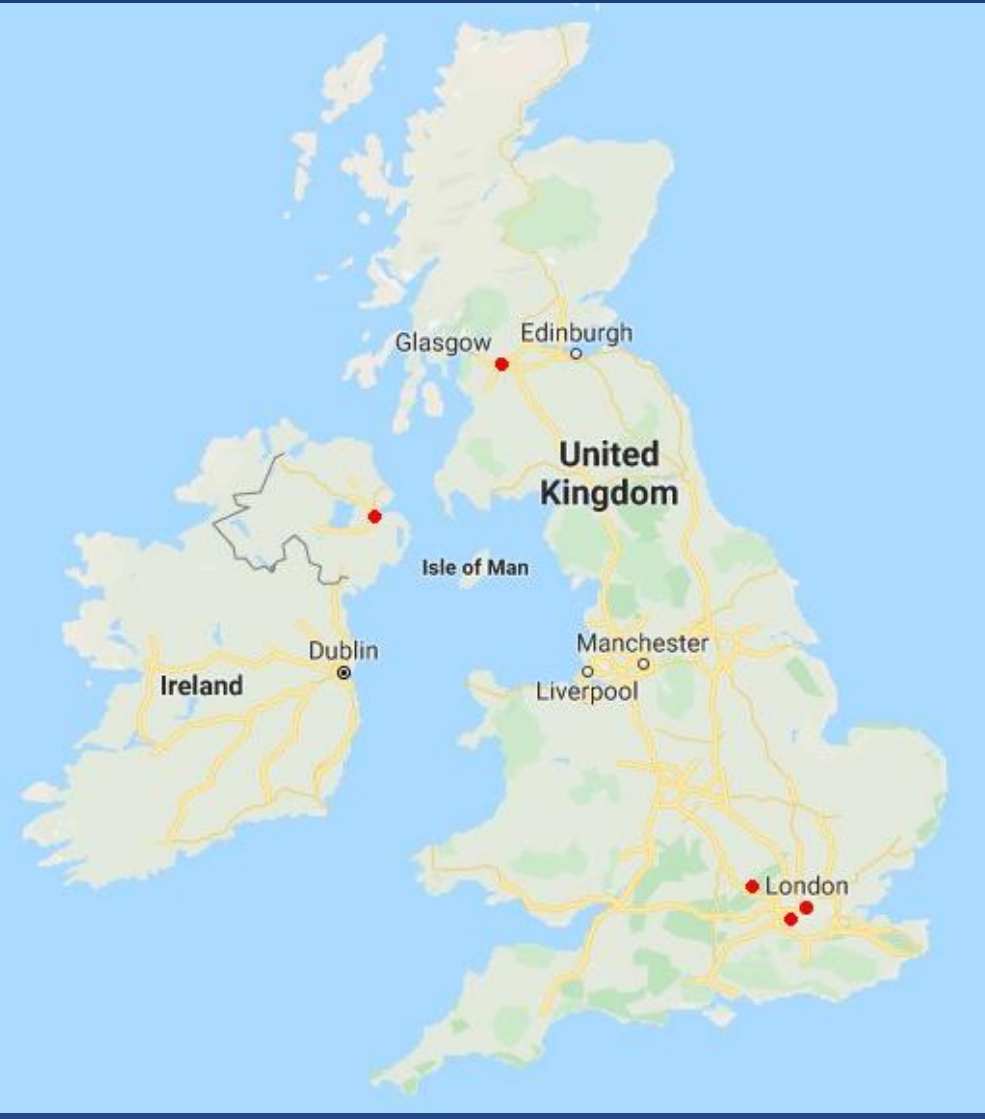 Edinburgh
Glasgow
United
Kingdom
Isle of Man
Manchester
Dublin
Liverpool
Ireland
London